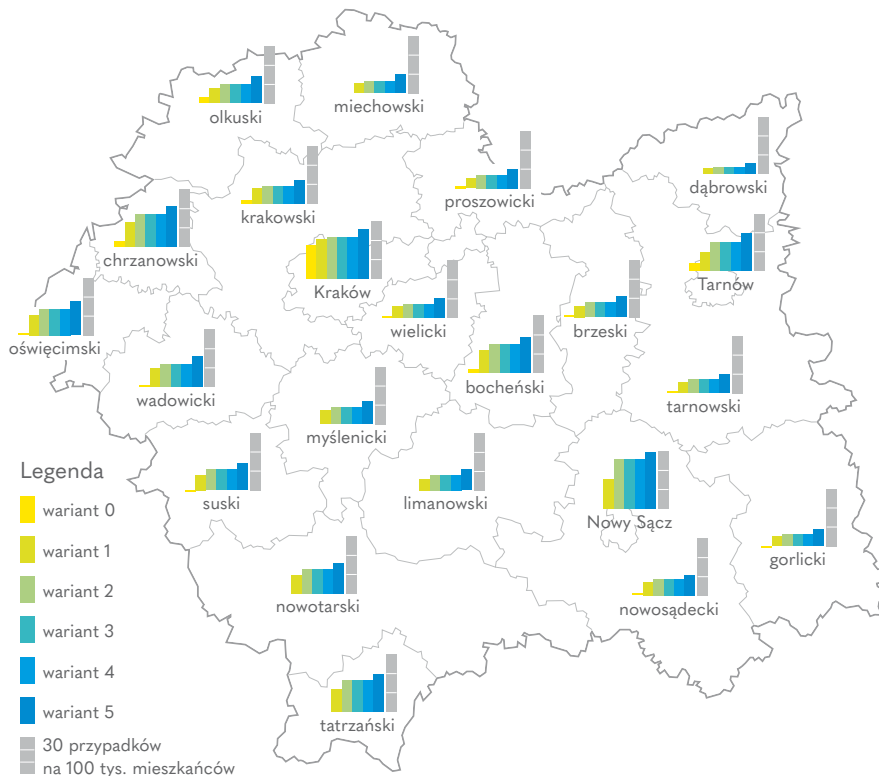 olkuski
miechowski
krakowski
proszowicki
dąbrowski
chrzanowski
Kraków
Tarnów
oświęcimski
wielicki
brzeski
wadowicki
bocheński
tarnowski
myślenicki
suski
limanowski
Nowy Sącz
gorlicki
nowotarski
nowosądecki
tatrzański
Legenda
wariant 0
wariant 1
wariant 2
wariant 3
wariant 4
wariant 5
30 przypadków
na 100 tys. mieszkańców